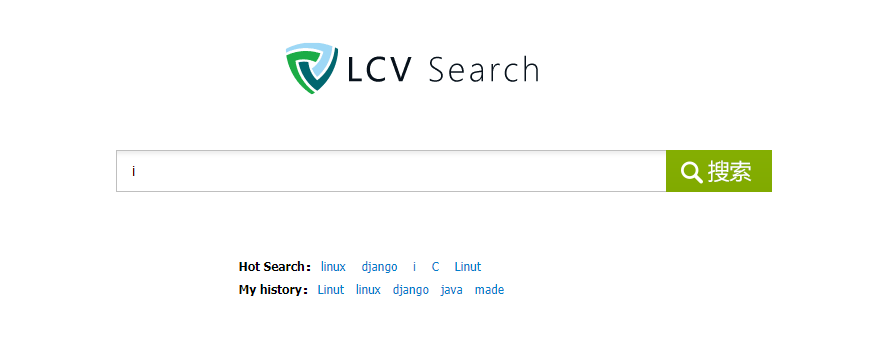 LCV Search
i
搜索
Hot Search： linux django i C Linut
My history： Linut linux django java made